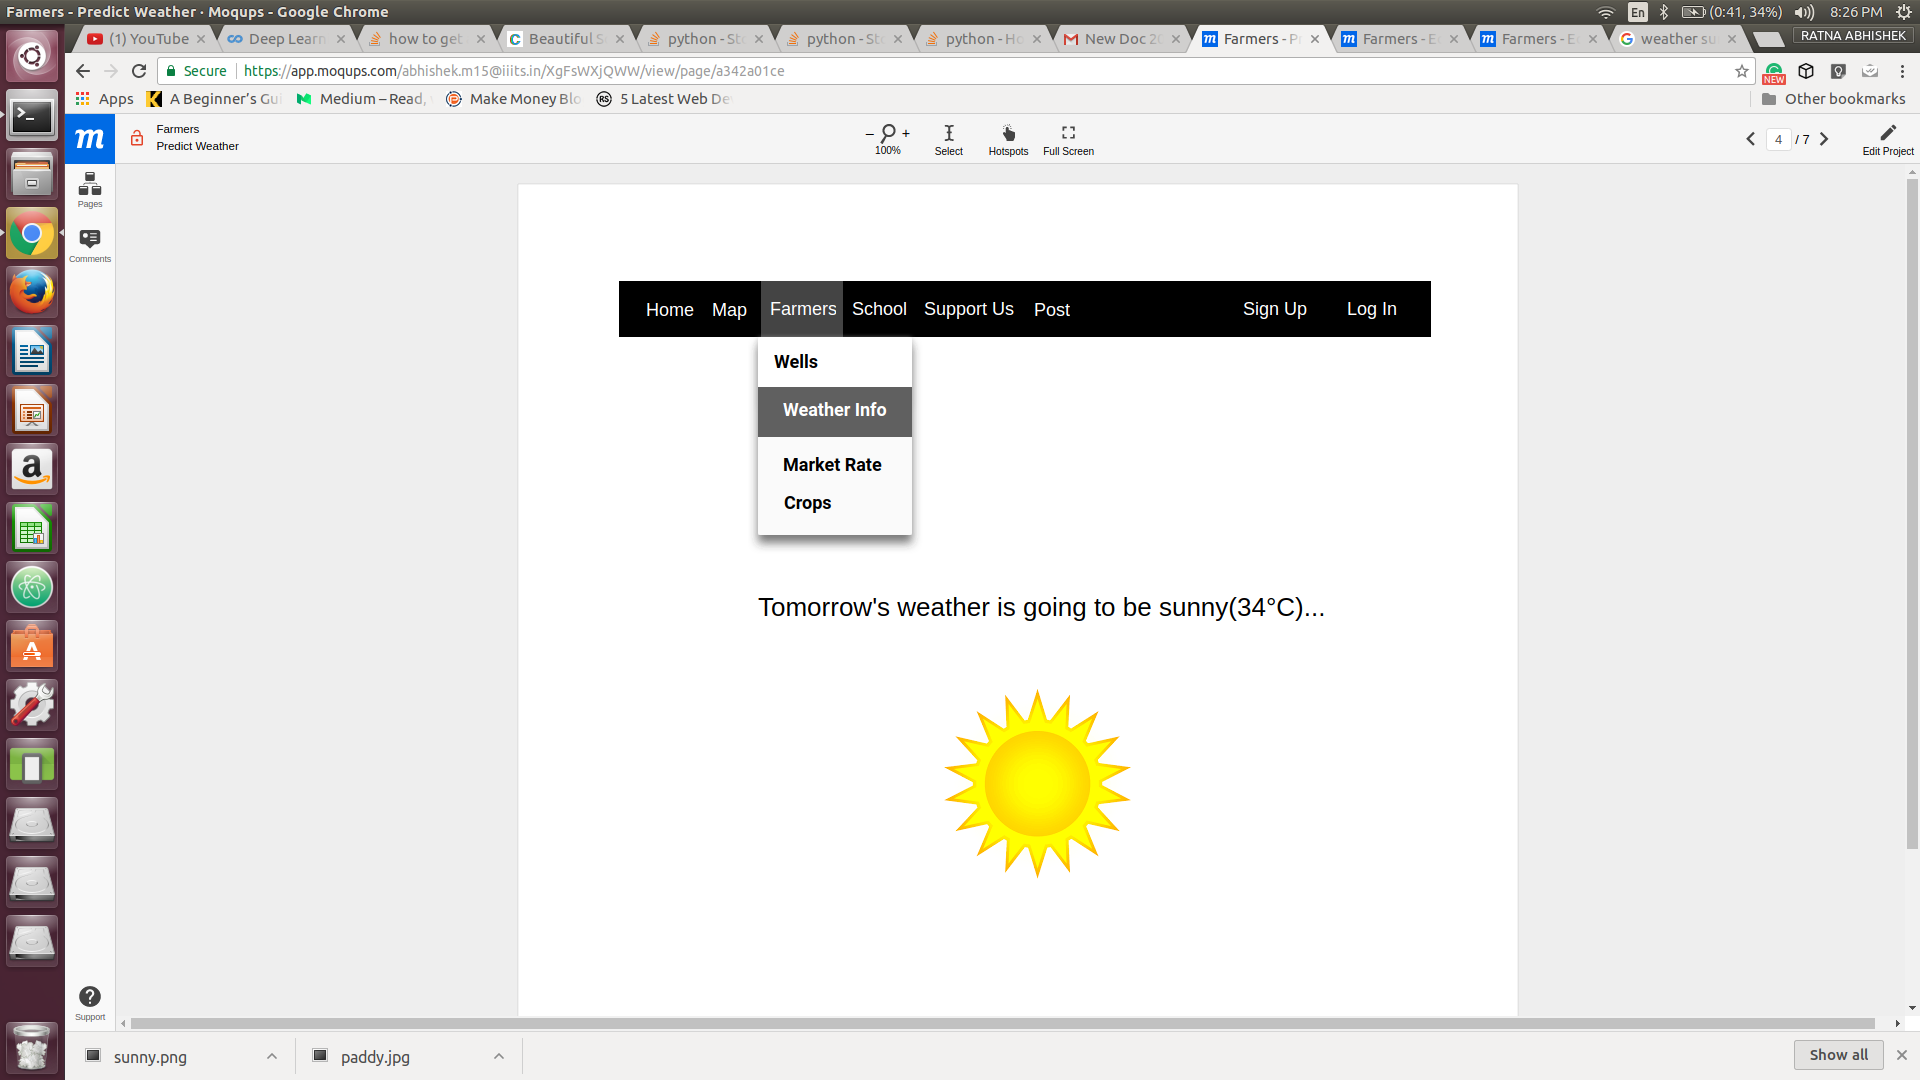 Farmers - Predict Weather · Moqups - Google Chrome
En (0:41, 34%) 8:26 PM
(1) YouTube
Deep Learn
how to get
Beautiful S
python - St
python - St
python - Ho
New Doc 20
Farmers - P
Farmers - E
Farmers - E
weather su
RATNA ABHISHEK
Secure https://app.moqups.com/abhishek.m15@iiits.in/XgFsWXjQWW/view/page/a342a01ce
NEW
Apps A Beginner's Gui Medium – Read, Make Money Blo 5 Latest Web De Other bookmarks
m
Farmers
Predict Weather
– +
100%
Select
Hotspots
Full Screen
4 / 7
Edit Project
Pages
Comments
Home Map Farmers School Support Us Post Sign Up Log In
Wells
Weather Info
Market Rate
Crops
Tomorrow's weather is going to be sunny(34°C)...
Support
sunny.png
paddy.jpg
Show all